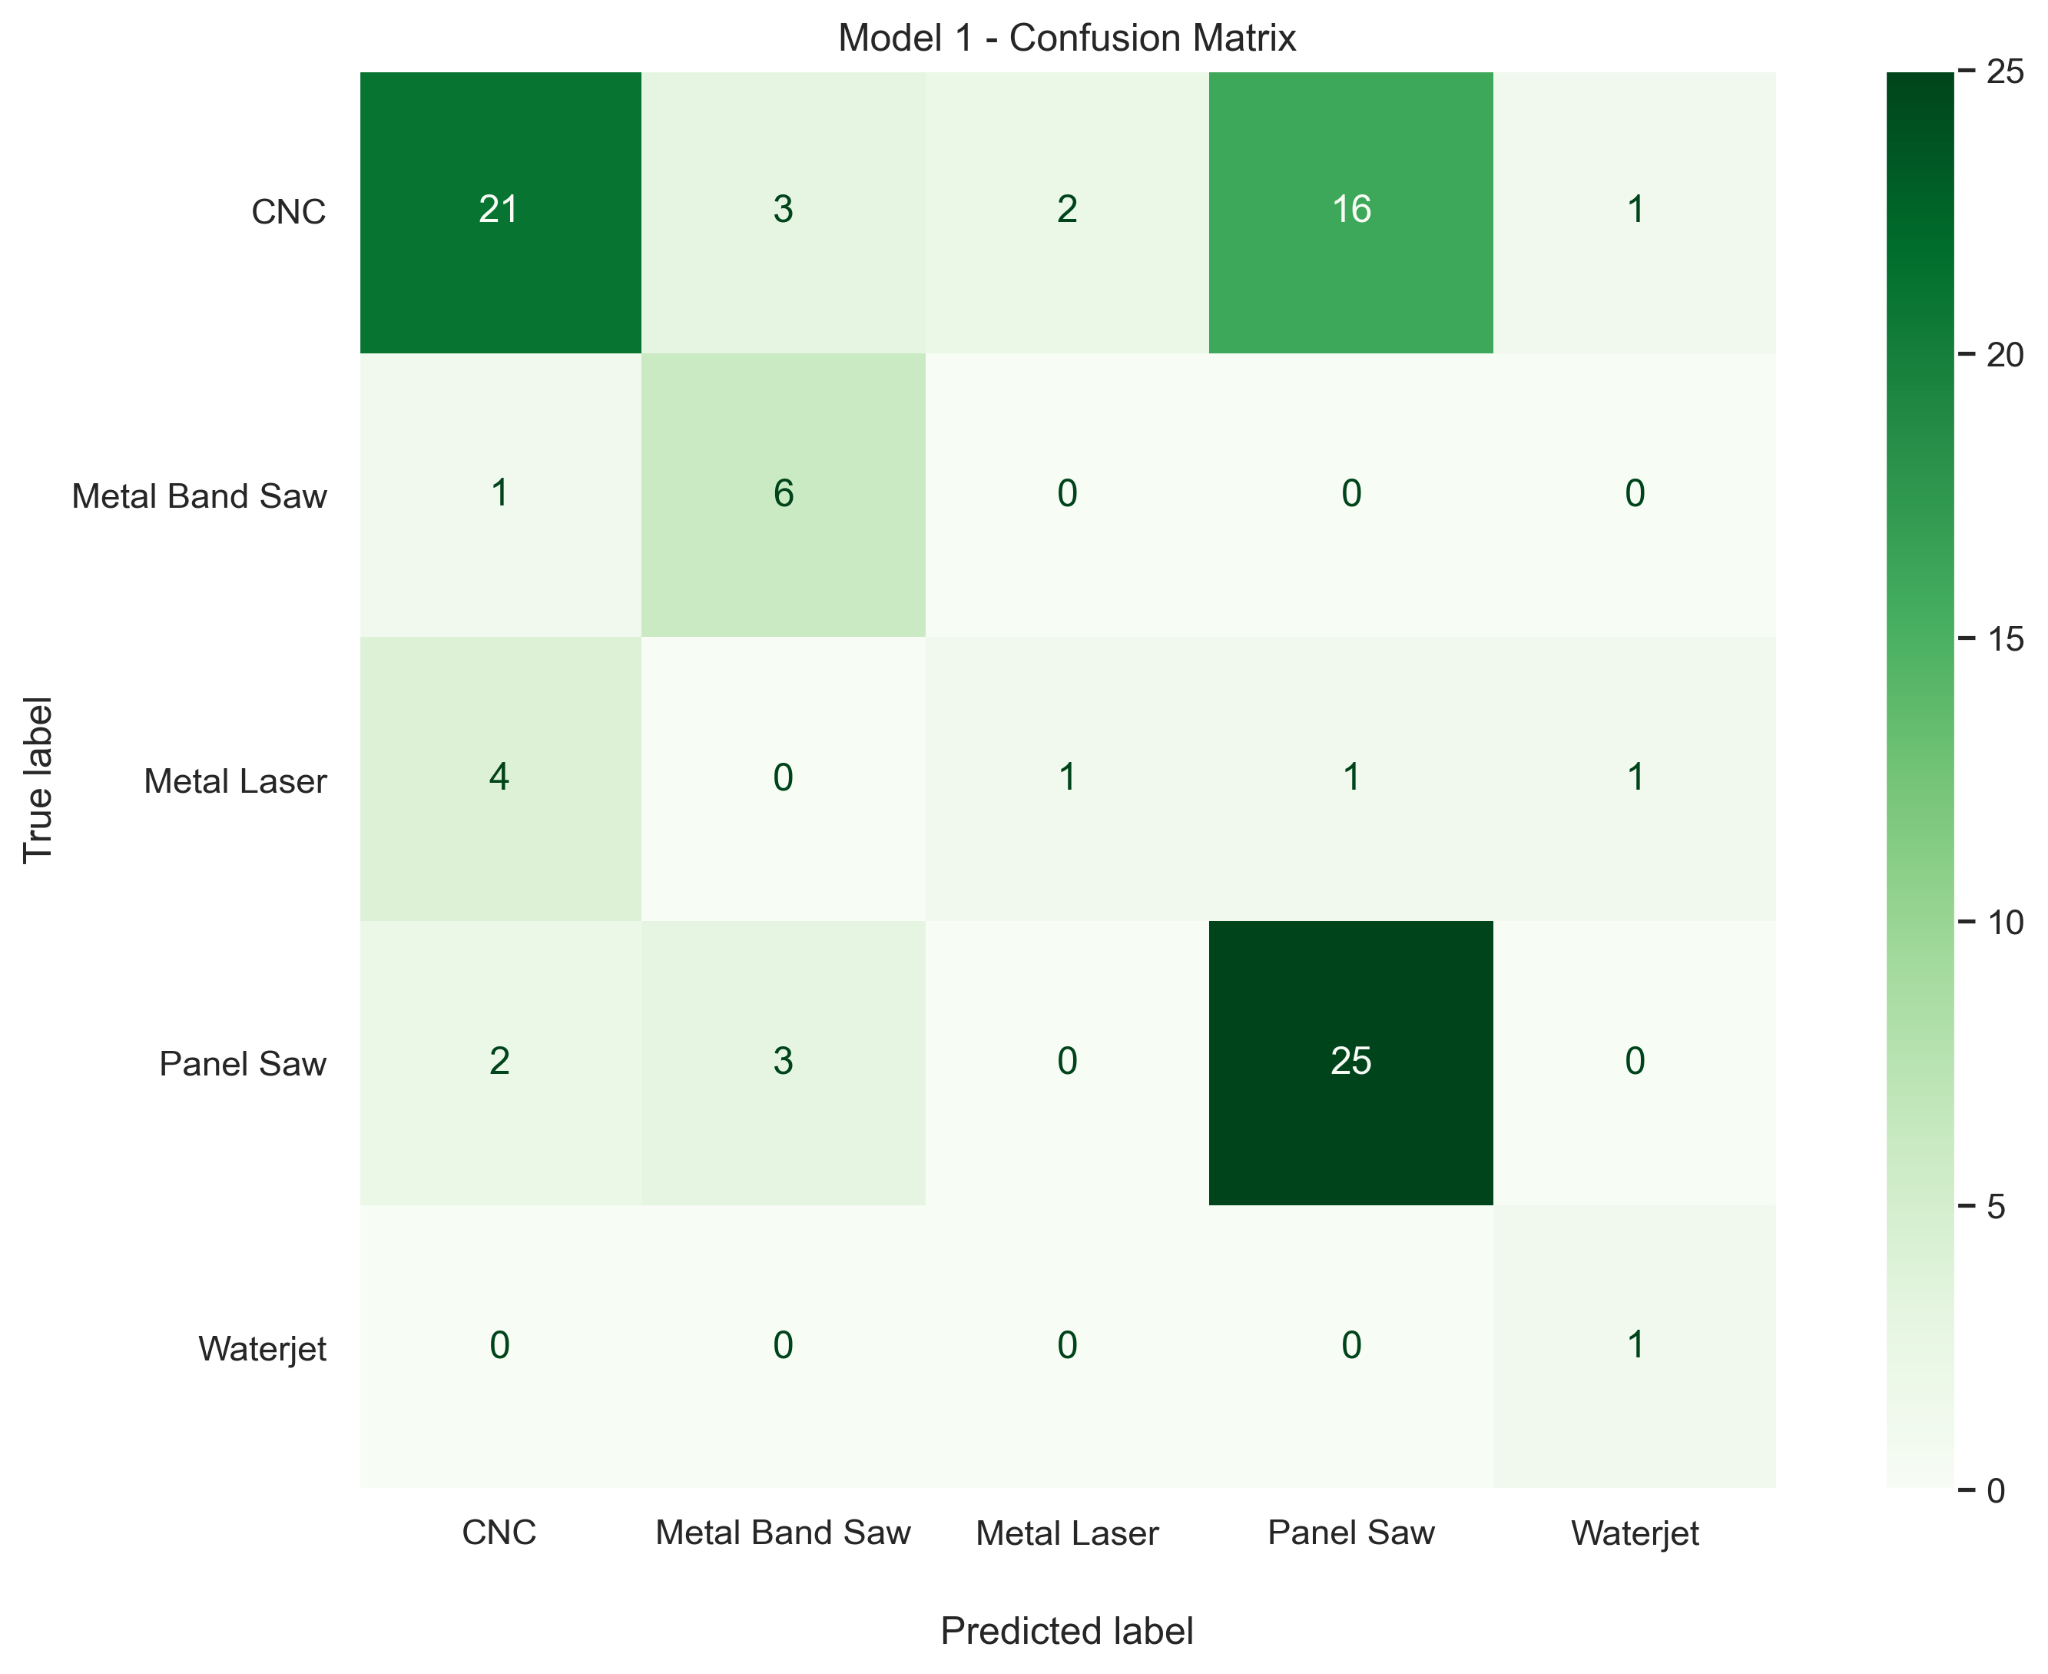 Model 1 - Confusion Matrix
CNC 21 3 2 16 1
Metal Band Saw 1 6 0 0 0
Metal Laser 4 0 1 1 1
Panel Saw 2 3 0 25 0
Waterjet 0 0 0 0 1
CNC Metal Band Saw Metal Laser Panel Saw Waterjet
Predicted label
True label
25
20
15
10
5
0